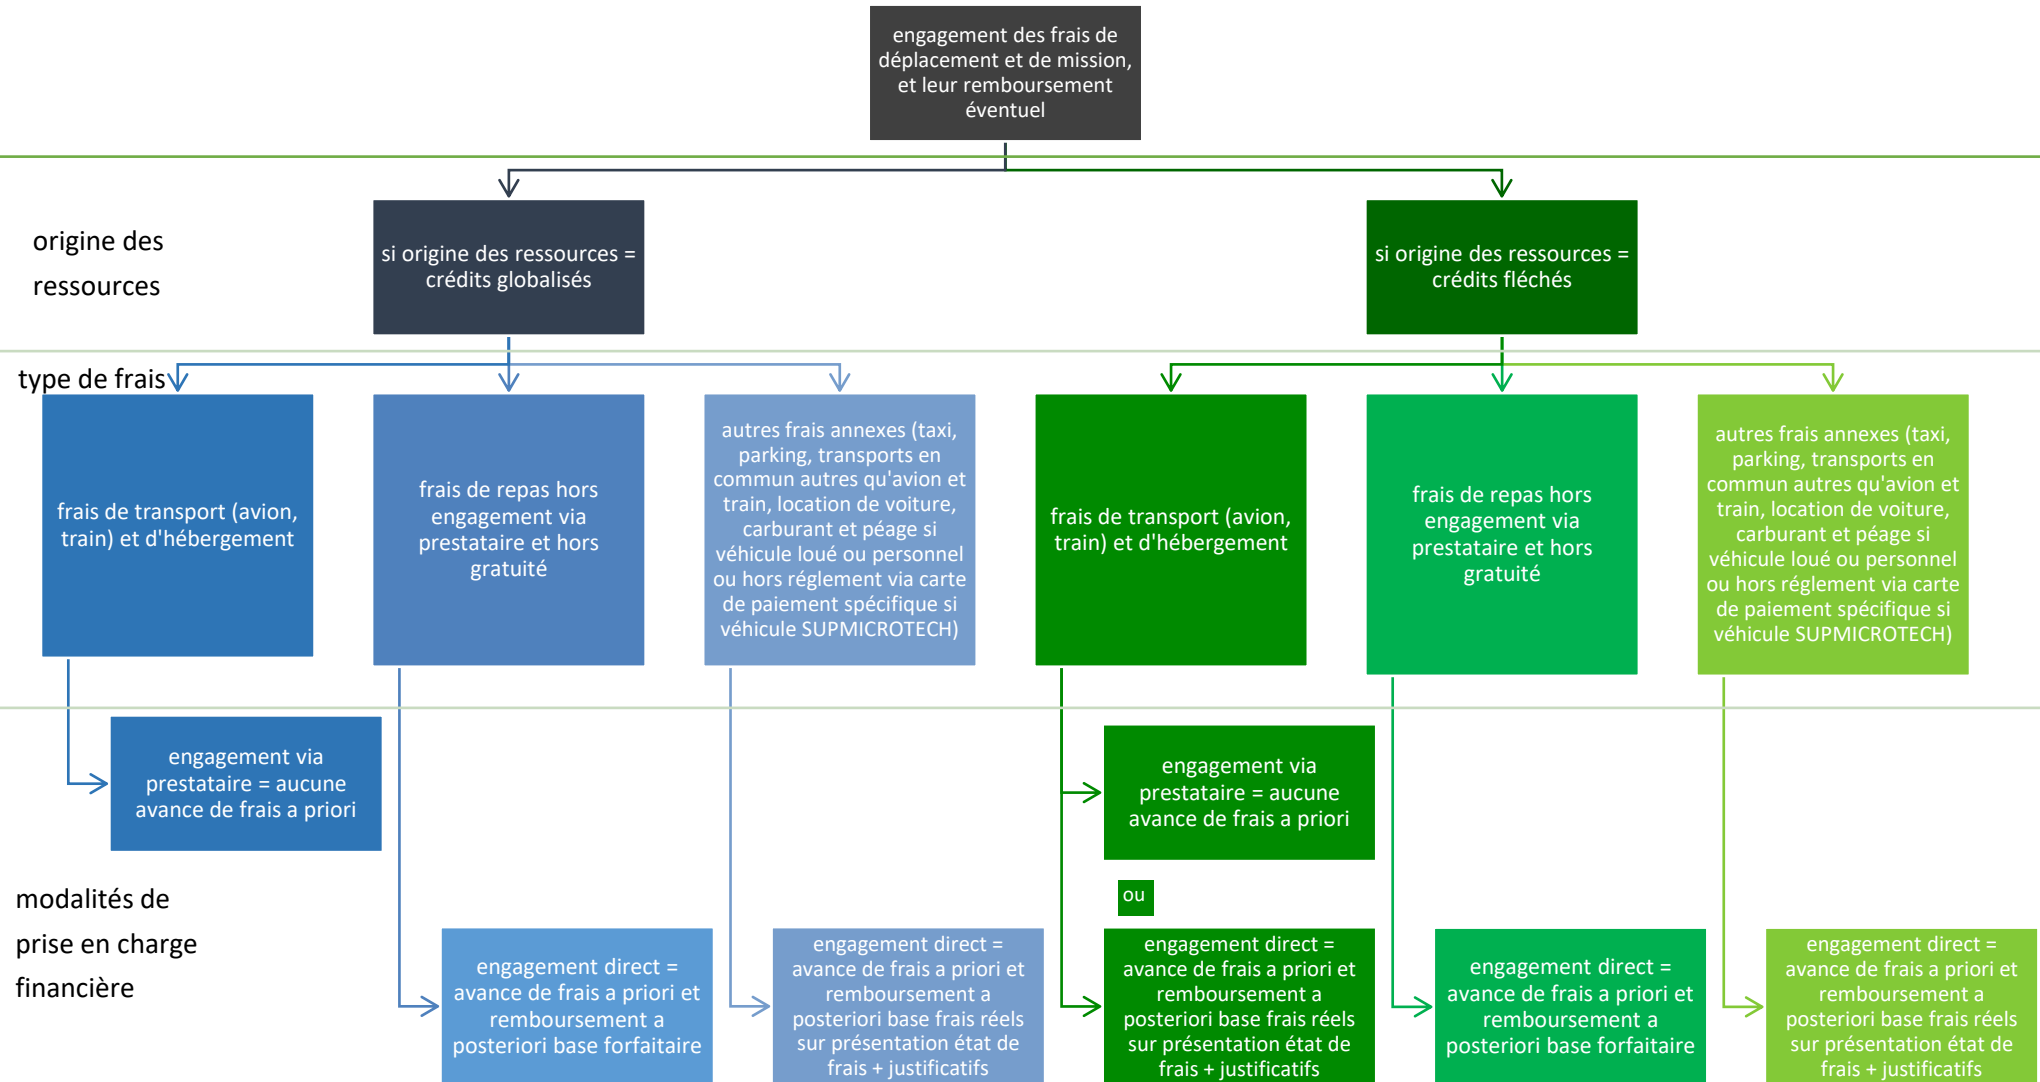 engagement des frais de
déplacement et de mission,
et leur remboursement
éventuel
origine des
ressources
si origine des ressources =
crédits globalisés
si origine des ressources =
crédits fléchés
type de frais
frais de transport (avion,
train) et d'hébergement
frais de repas hors
engagement via
prestataire et hors
gratuité
autres frais annexes (taxi,
parking, transports en
commun autres qu'avion et
train, location de voiture,
carburant et péage si
véhicule loué ou personnel
ou hors réglement via carte
de paiement spécifique si
véhicule SUPMICROTECH)
frais de transport (avion,
train) et d'hébergement
frais de repas hors
engagement via
prestataire et hors
gratuité
autres frais annexes (taxi,
parking, transports en
commun autres qu'avion et
train, location de voiture,
carburant et péage si
véhicule loué ou personnel
ou hors réglement via carte
de paiement spécifique si
véhicule SUPMICROTECH)
modalités de
prise en charge
financière
engagement via
prestataire = aucune
avance de frais a priori
engagement direct =
avance de frais a priori et
remboursement a
posteriori base forfaitaire
engagement direct =
avance de frais a priori et
remboursement a
posteriori base frais réels
sur présentation état de
frais + justificatifs
engagement via
prestataire = aucune
avance de frais a priori
ou
engagement direct =
avance de frais a priori et
remboursement a
posteriori base frais réels
sur présentation état de
frais + justificatifs
engagement direct =
avance de frais a priori et
remboursement a
posteriori base forfaitaire
engagement direct =
avance de frais a priori et
remboursement a
posteriori base frais réels
sur présentation état de
frais + justificatifs